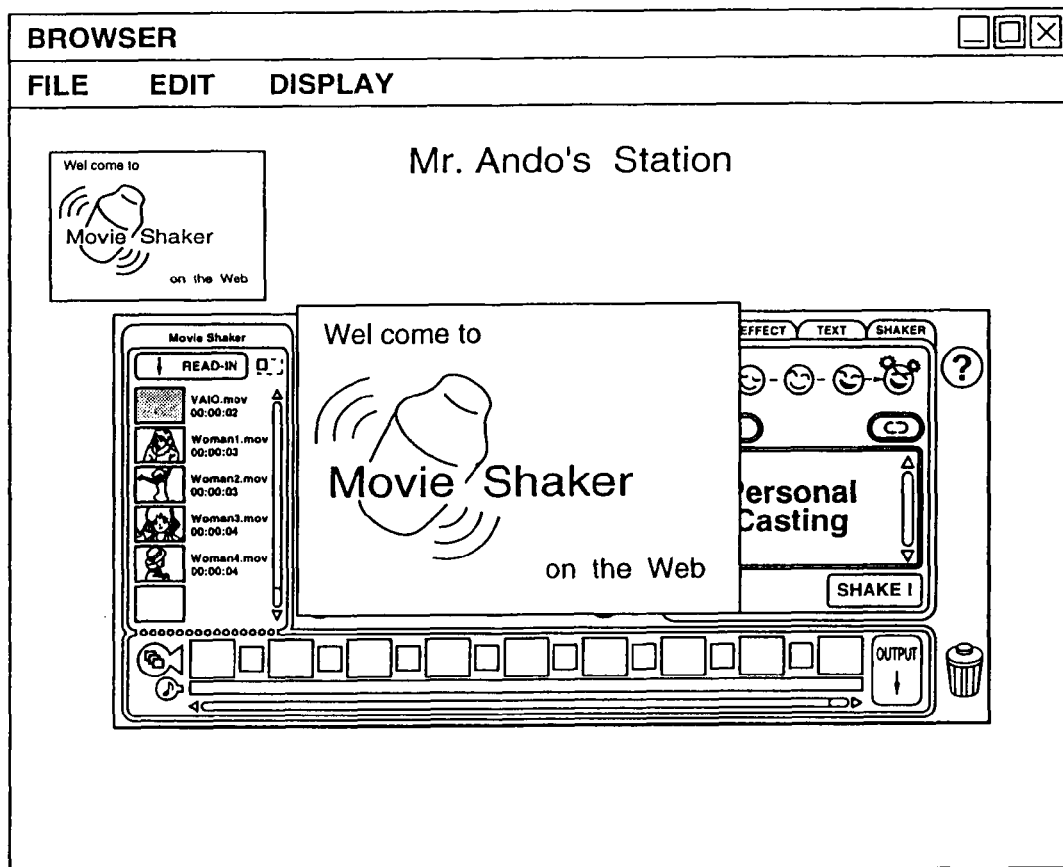 BROWSER
FILE EDIT DISPLAY
Mr. Ando's Station
Wel come to
Movie Shaker
on the Web
Movie Shaker
READ-IN
VAIO.mov
00:00:02
Woman1.mov
00:00:03
Woman2.mov
00:00:03
Woman3.mov
00:00:04
Woman4.mov
00:00:04
Wel come to
Movie Shaker
on the Web
EFFECT TEXT SHAKER
?
ersonal
Casting
SHAKE !
OUTPUT